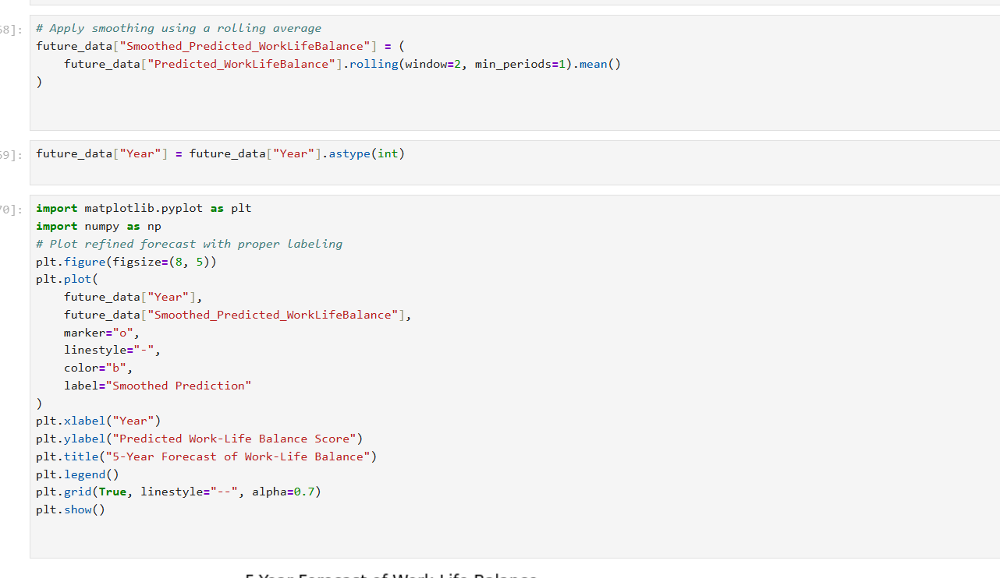 58]:
# Apply smoothing using a rolling average
future_data["Smoothed_Predicted_WorkLifeBalance"] = (
    future_data["Predicted_WorkLifeBalance"].rolling(window=2, min_periods=1).mean()
)
59]:
future_data["Year"] = future_data["Year"].astype(int)
70]:
import matplotlib.pyplot as plt
import numpy as np
# Plot refined forecast with proper labeling
plt.figure(figsize=(8, 5))
plt.plot(
    future_data["Year"],
    future_data["Smoothed_Predicted_WorkLifeBalance"],
    marker="o",
    linestyle="-",
    color="b",
    label="Smoothed Prediction"
)
plt.xlabel("Year")
plt.ylabel("Predicted Work-Life Balance Score")
plt.title("5-Year Forecast of Work-Life Balance")
plt.legend()
plt.grid(True, linestyle="--", alpha=0.7)
plt.show()
5-Year Forecast of Work-Life Balance